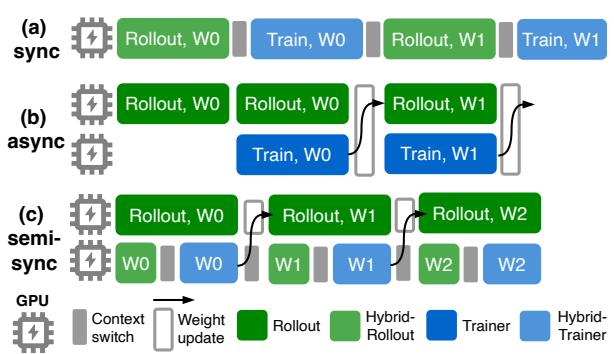 (a)
sync
Rollout, W0
Train, W0
Rollout, W1
Train, W1
(b)
async
Rollout, W0
Rollout, W0
Rollout, W1
Train, W0
Train, W1
(c)
semi-
sync
Rollout, W0
Rollout, W1
Rollout, W2
W0
W0
W1
W1
W2
W2
GPU
Context
switch
Weight
update
Rollout
Hybrid-
Rollout
Trainer
Hybrid-
Trainer